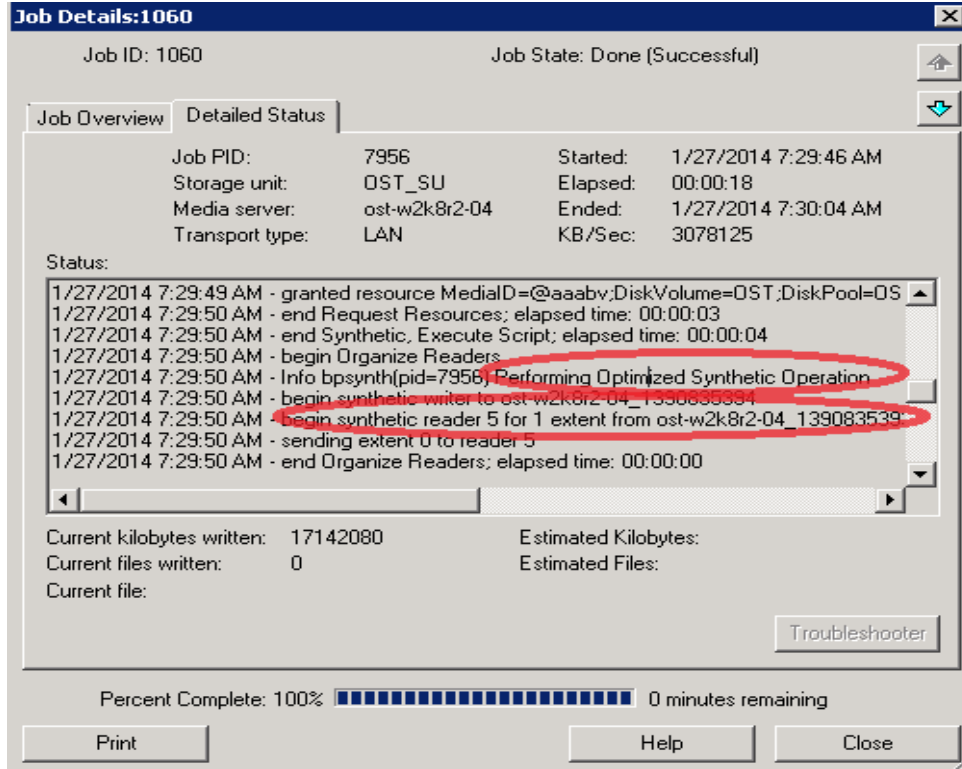 Job Details:1060
Job ID: 1060 Job State: Done (Successful)
Job Overview Detailed Status
Job PID: 7956 Started: 1/27/2014 7:29:46 AM
Storage unit: OST_SU Elapsed: 00:00:18
Media server: ost-w2k8r2-04 Ended: 1/27/2014 7:30:04 AM
Transport type: LAN KB/Sec: 3078125
Status:
1/27/2014 7:29:49 AM - granted resource MediaID=@aaabv;DiskVolume=OST;DiskPool=OS
1/27/2014 7:29:50 AM - end Request Resources; elapsed time: 00:00:03
1/27/2014 7:29:50 AM - end Synthetic, Execute Script; elapsed time: 00:00:04
1/27/2014 7:29:50 AM - begin Organize Readers
1/27/2014 7:29:50 AM - Info bpsynth(pid=7956) Performing Optimized Synthetic Operation
1/27/2014 7:29:50 AM - begin synthetic writer to ost-w2k8r2-04_1390835394
1/27/2014 7:29:50 AM - begin synthetic reader 5 for 1 extent from ost-w2k8r2-04_139083539
1/27/2014 7:29:50 AM - sending extent 0 to reader 5
1/27/2014 7:29:50 AM - end Organize Readers; elapsed time: 00:00:00
Current kilobytes written: 17142080 Estimated Kilobytes:
Current files written: 0 Estimated Files:
Current file:
Troubleshooter
Percent Complete: 100% 0 minutes remaining
Print Help Close